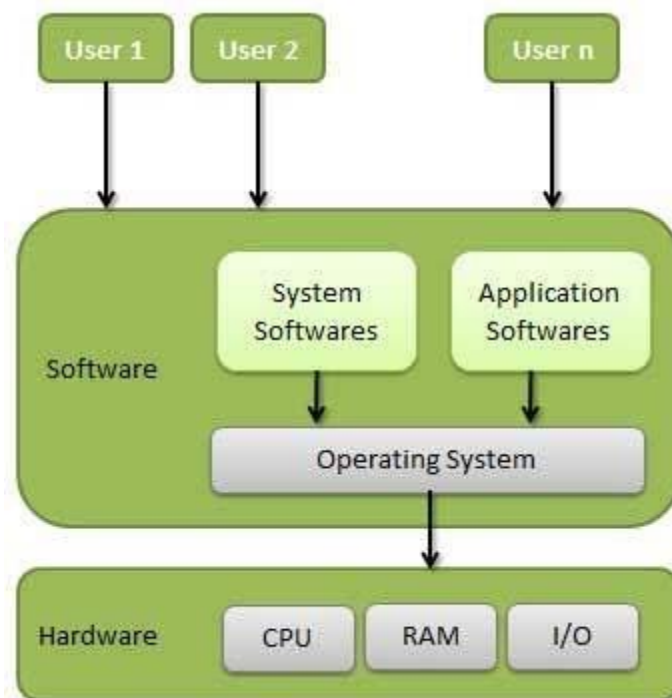 User 1
User 2
User n
System
Softwares
Application
Softwares
Software
Operating System
Hardware
CPU
RAM
I/O